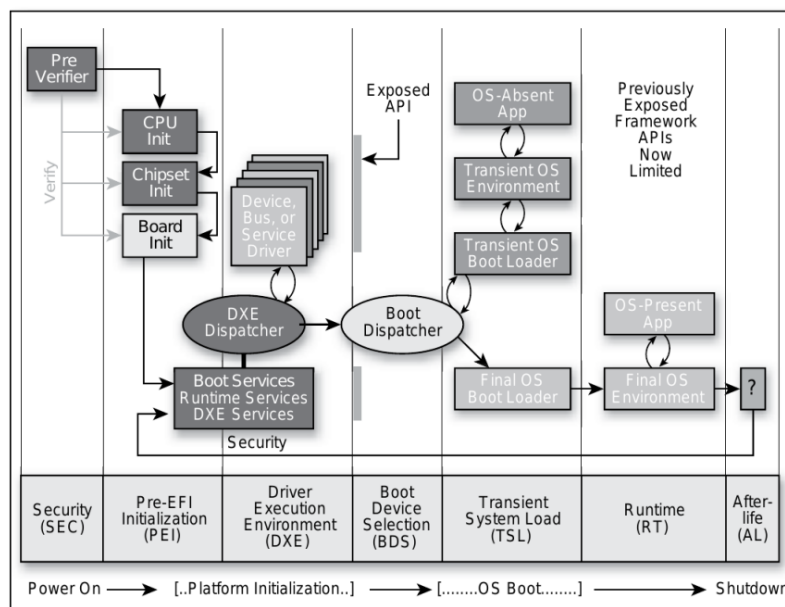 Pre
Verifier
Verify
CPU
Init
Chipset
Init
Board
Init
Device,
Bus, or
Service
Driver
DXE
Dispatcher
Boot Services
Runtime Services
DXE Services
Security
Exposed
API
Boot
Dispatcher
OS-Absent
App
Transient OS
Environment
Transient OS
Boot Loader
Final OS
Boot Loader
Previously
Exposed
Framework
APIs
Now
Limited
OS-Present
App
Final OS
Environment
?
Security
(SEC)
Pre-EFI
Initialization
(PEI)
Driver
Execution
Environment
(DXE)
Boot
Device
Selection
(BDS)
Transient
System Load
(TSL)
Runtime
(RT)
After-
life
(AL)
Power On [..Platform Initialization..] [........OS Boot........] Shutdown